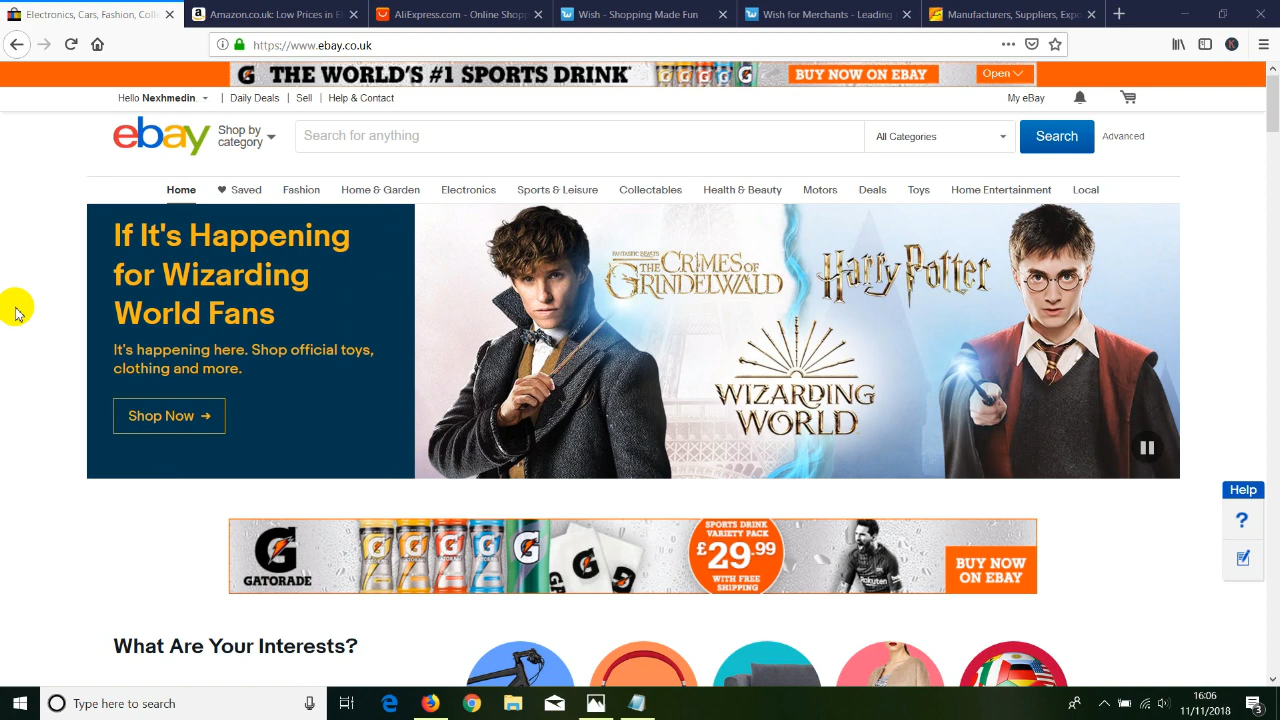 Electronics, Cars, Fashion, Coll
Amazon.co.uk: Low Prices in El
AliExpress.com - Online Shopp
Wish - Shopping Made Fun
Wish for Merchants - Leading
Manufacturers, Suppliers, Expo
https://www.ebay.co.uk
G THE WORLD'S #1 SPORTS DRINK
BUY NOW ON EBAY
Open
Hello Nexhmedin
Daily Deals
Sell
Help & Contact
My eBay
ebay
Shop by
category
Search for anything
All Categories
Search
Advanced
Home
Saved
Fashion
Home & Garden
Electronics
Sports & Leisure
Collectables
Health & Beauty
Motors
Deals
Toys
Home Entertainment
Local
If It's Happening
for Wizarding
World Fans
It's happening here. Shop official toys,
clothing and more.
Shop Now
FANTASTIC BEASTS
THE CRIMES OF
GRINDELWALD
Harry Potter
WIZARDING
WORLD
Help
?
G
GATORADE
SPORTS DRINK
VARIETY PACK
£29.99
WITH FREE
SHIPPING
Rakuten
BUY NOW
ON EBAY
What Are Your Interests?
Type here to search
16:06
11/11/2018
3